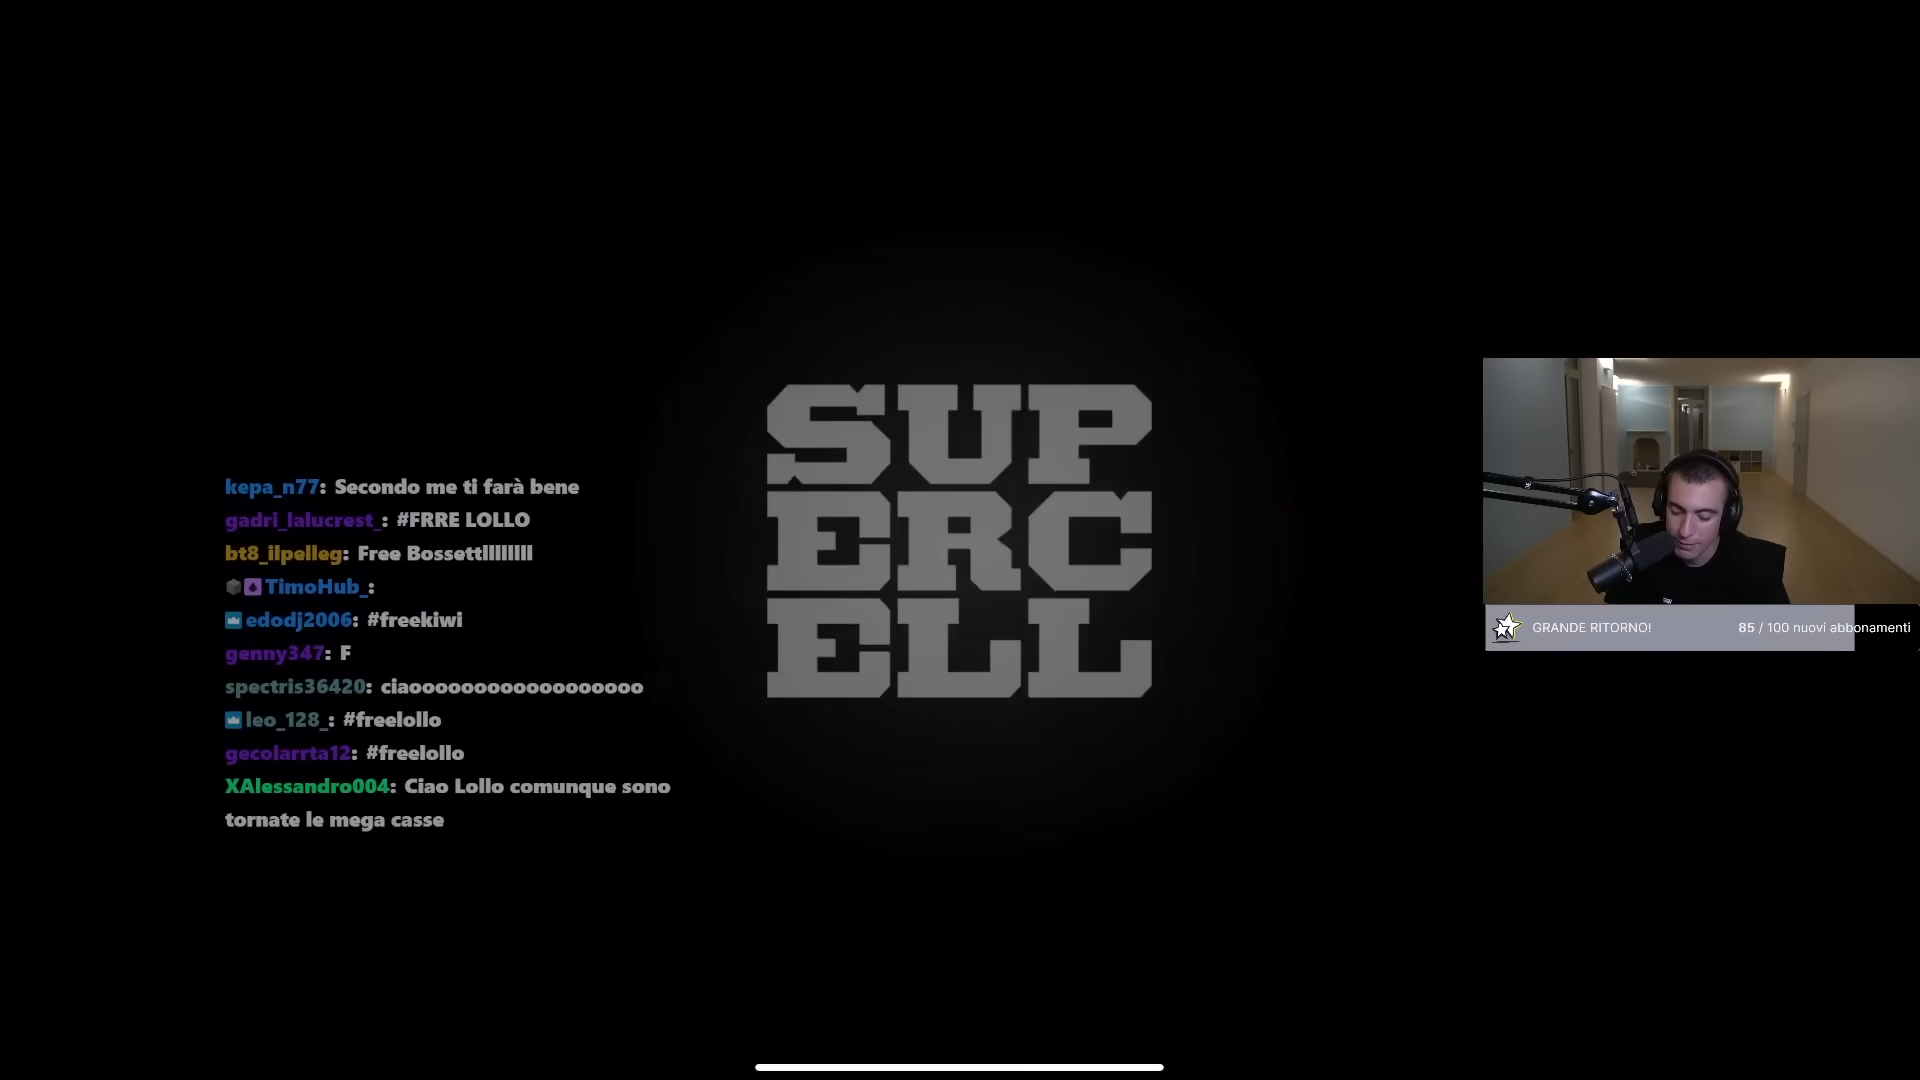 SUP
ERC
ELL
kepa_n77: Secondo me ti farà bene
gadri_lalucrest_: #FRRE LOLLO
bt8_ilpelleg: Free Bossettllllllll
TimoHub_:
edodj2006: #freekiwi
genny347: F
spectris36420: ciaoooooooooooooooooo
leo_128_: #freelollo
gecolarrta12: #freelollo
XAlessandro004: Ciao Lollo comunque sono
tornate le mega casse
GRANDE RITORNO! 85 / 100 nuovi abbonamenti